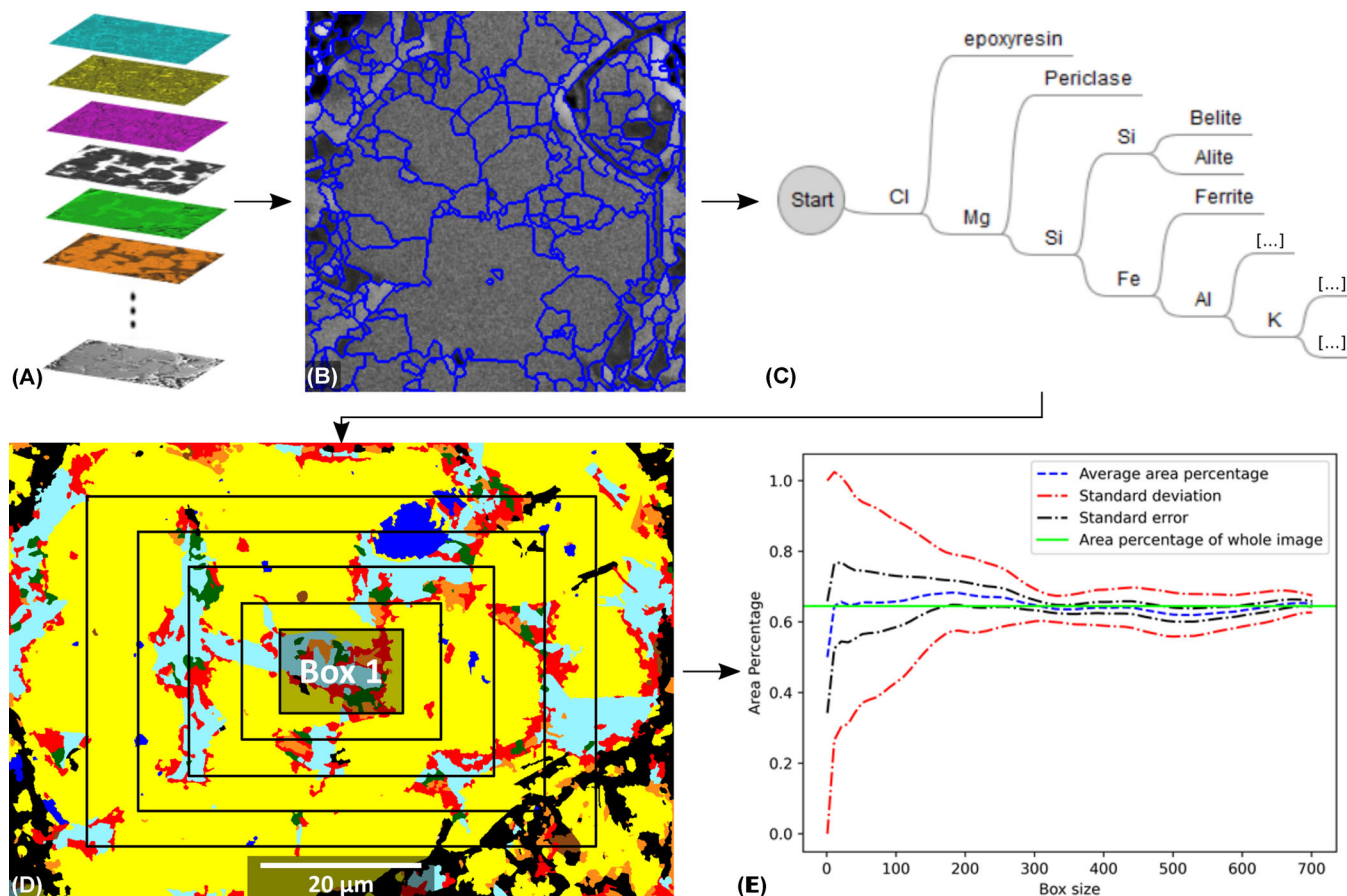 (A)
(B)
epoxyresin
Periclase
Si
Belite
Alite
Start
Cl
Mg
Si
Ferrite
Fe
[...]
Al
[...]
K
[...]
(C)
Box 1
20 μm
(D)
Average area percentage
Standard deviation
Standard error
Area percentage of whole image
1.0
0.8
0.6
0.4
0.2
0.0
Area Percentage
0 100 200 300 400 500 600 700
Box size
(E)